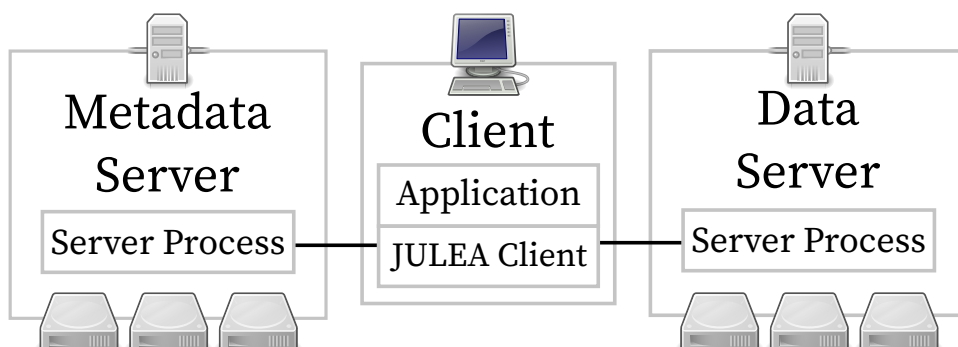 Metadata
Server
Server Process
Client
Application
JULEA Client
Data
Server
Server Process